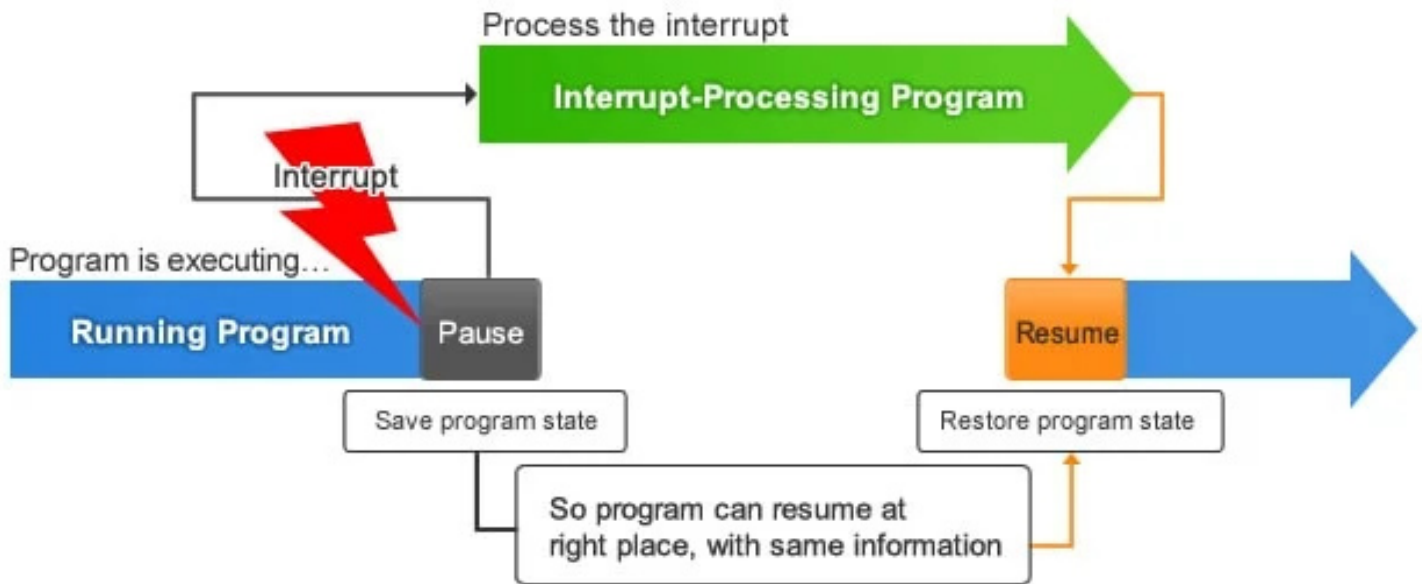 Process the interrupt
Interrupt-Processing Program
Interrupt
Program is executing...
Running Program
Pause
Resume
Save program state
Restore program state
So program can resume at
right place, with same information